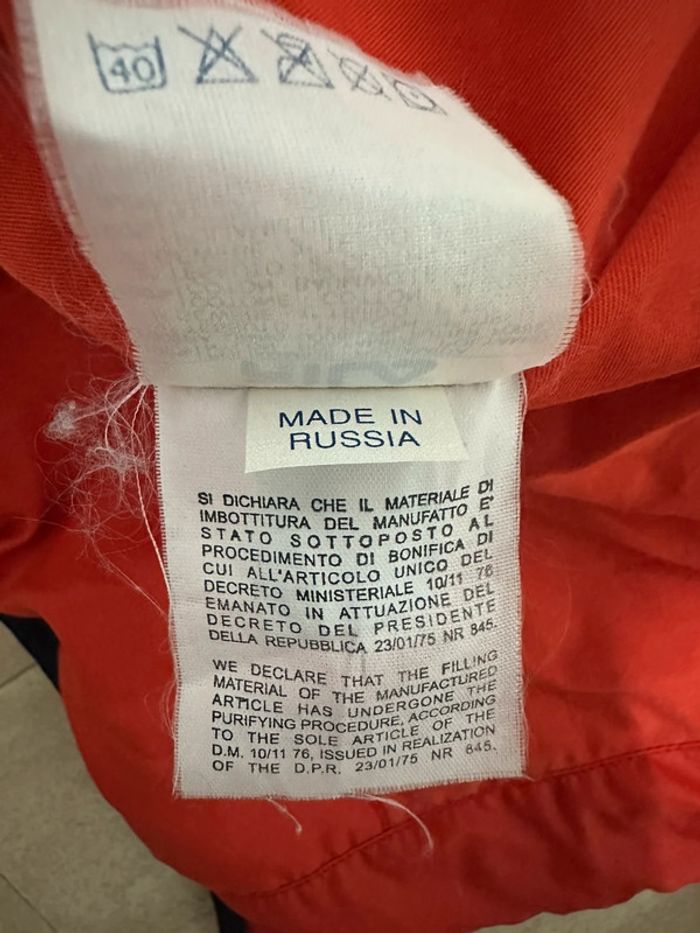 40
MADE IN
RUSSIA
SI DICHIARA CHE IL MATERIALE DI
IMBOTTITURA DEL MANUFATTO E'
STATO SOTTOPOSTO AL
PROCEDIMENTO DI BONIFICA DI
CUI ALL'ARTICOLO UNICO DEL
DECRETO MINISTERIALE 10/11 76
EMANATO IN ATTUAZIONE DEL
DECRETO DEL PRESIDENTE
DELLA REPUBBLICA 23/01/75 NR 845.
WE DECLARE THAT THE FILLING
MATERIAL OF THE MANUFACTURED
ARTICLE HAS UNDERGONE THE
PURIFYING PROCEDURE, ACCORDING
TO THE SOLE ARTICLE OF THE
D.M. 10/11 76, ISSUED IN REALIZATION
OF THE D.P.R. 23/01/75 NR 845.